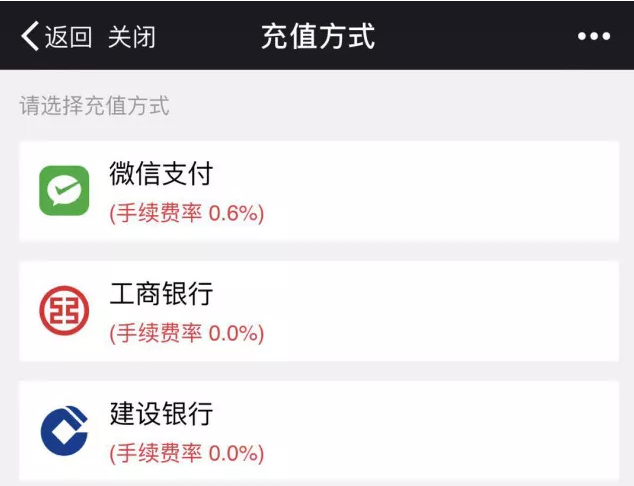 返回 关闭 充值方式
请选择充值方式
微信支付
(手续费率 0.6%)
工商银行
(手续费率 0.0%)
建设银行
(手续费率 0.0%)